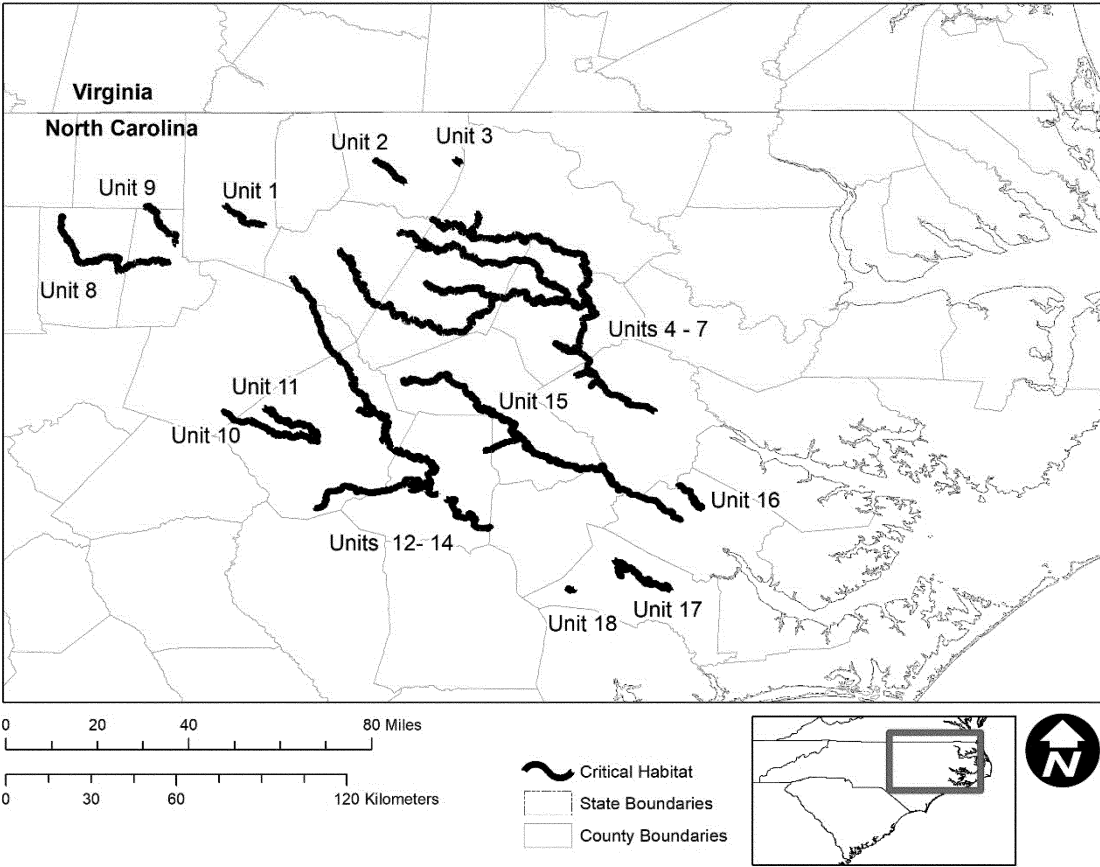 Virginia
North Carolina
Unit 2
Unit 3
Unit 9
Unit 1
Unit 8
Units 4 - 7
Unit 11
Unit 15
Unit 10
Unit 16
Units 12- 14
Unit 17
Unit 18
0 20 40 80 Miles
0 30 60 120 Kilometers
Critical Habitat
State Boundaries
County Boundaries
N